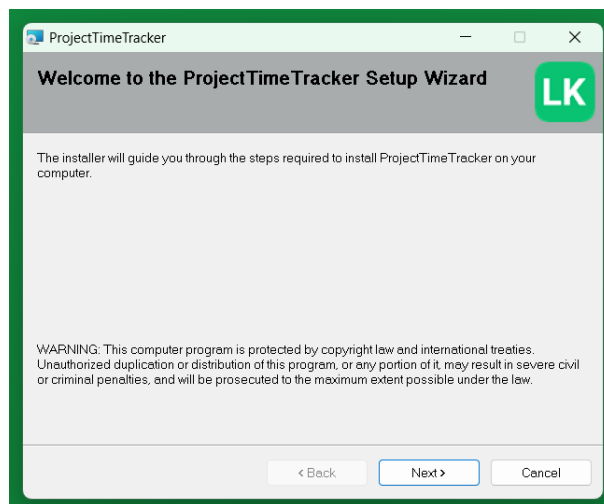 ProjectTimeTracker
Welcome to the ProjectTimeTracker Setup Wizard
LK
The installer will guide you through the steps required to install ProjectTimeTracker on your
computer.
WARNING: This computer program is protected by copyright law and international treaties.
Unauthorized duplication or distribution of this program, or any portion of it, may result in severe civil
or criminal penalties, and will be prosecuted to the maximum extent possible under the law.
< Back Next > Cancel